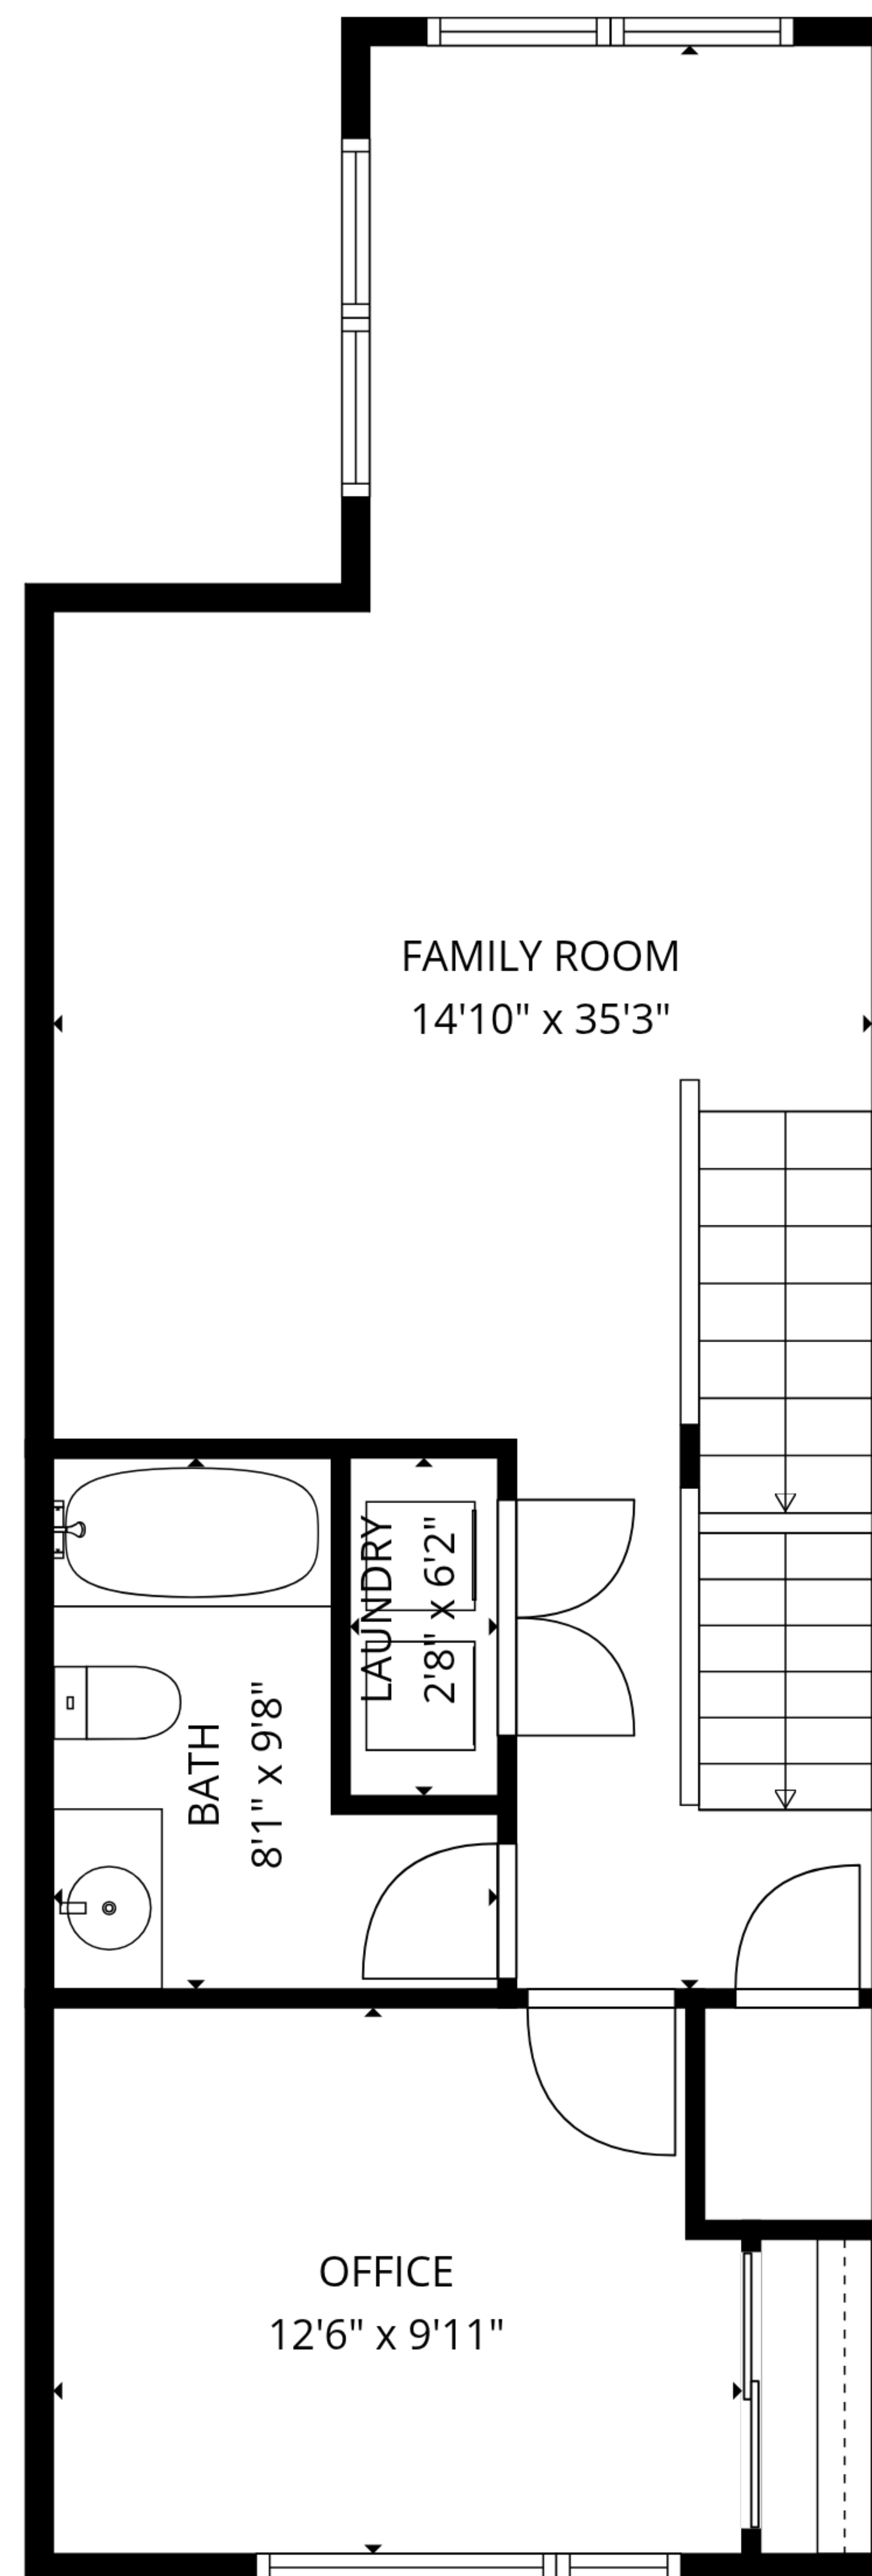 FAMILY ROOM
14'10" x 35'3"
LAUNDRY
2'8" x 6'2"
BATH
8'1" x 9'8"
OFFICE
12'6" x 9'11"